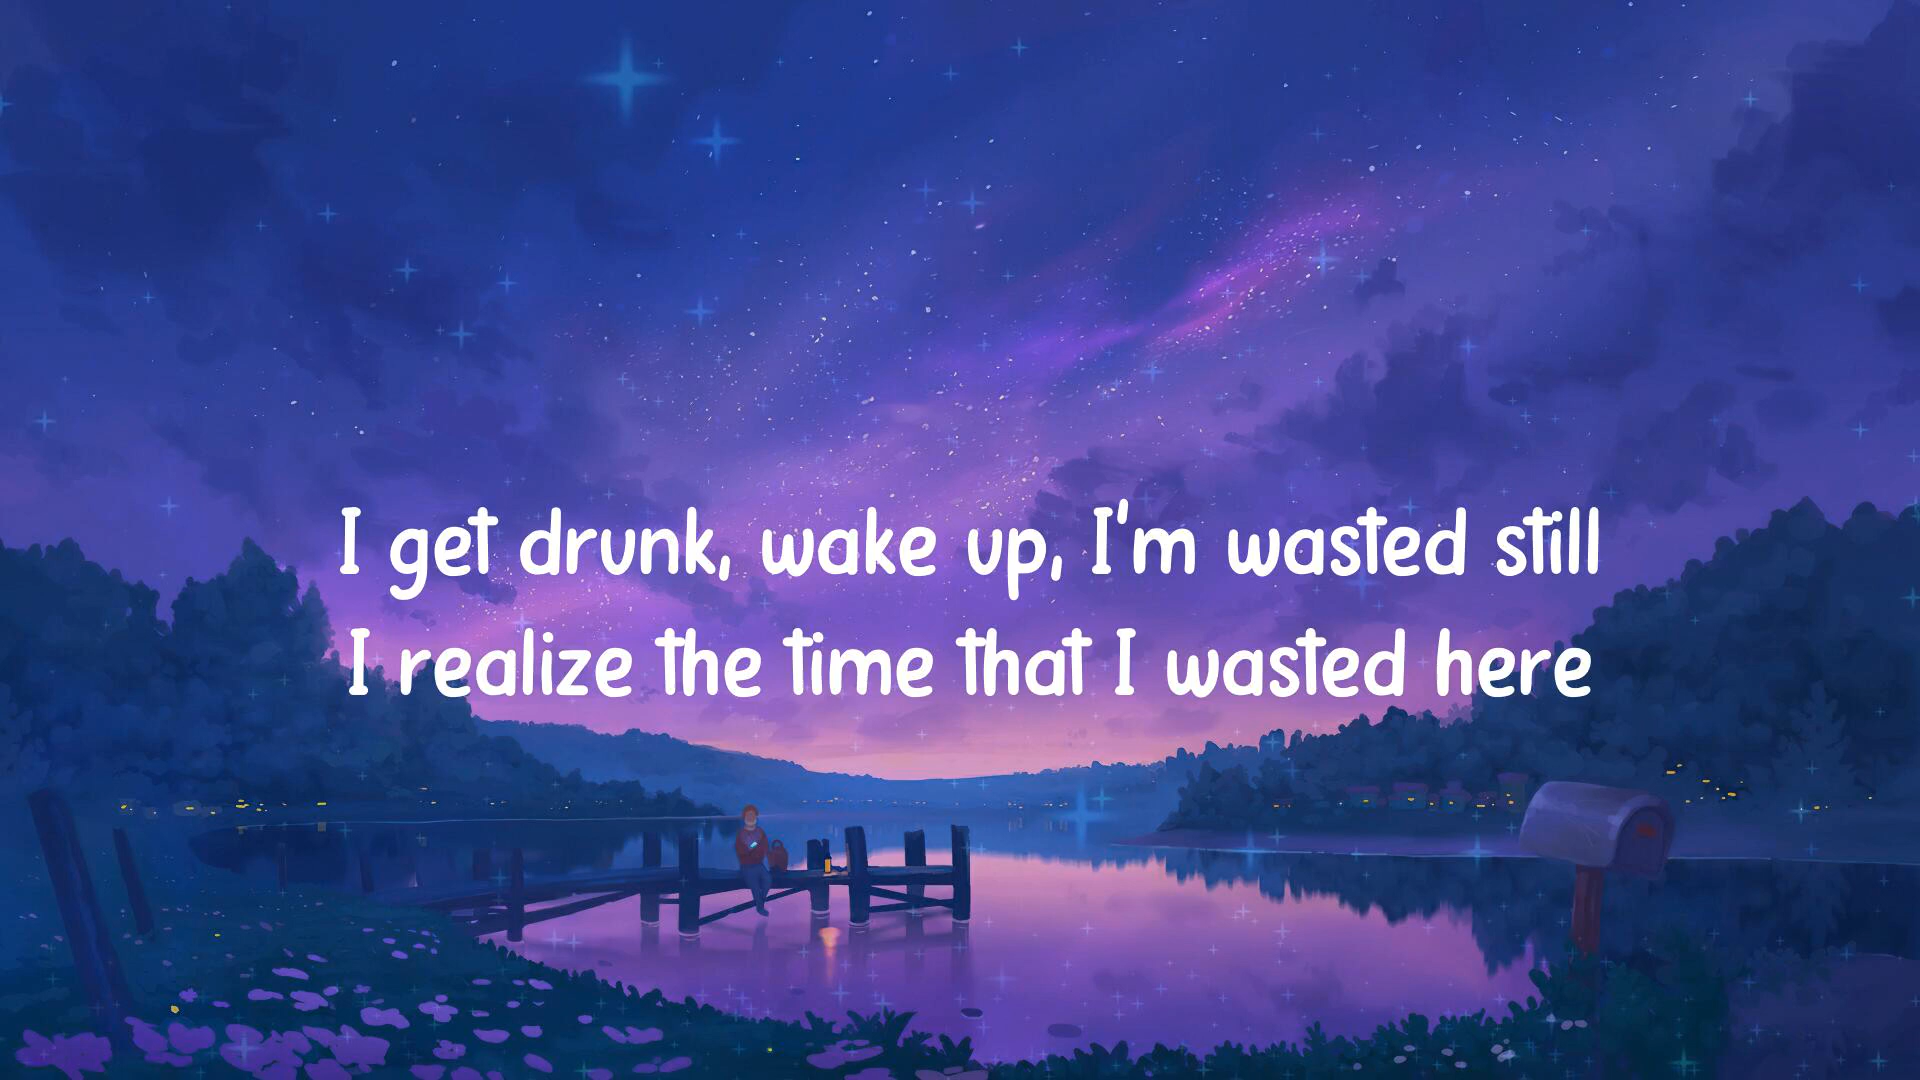 I get drunk, wake up, I'm wasted still
I realize the time that I wasted here